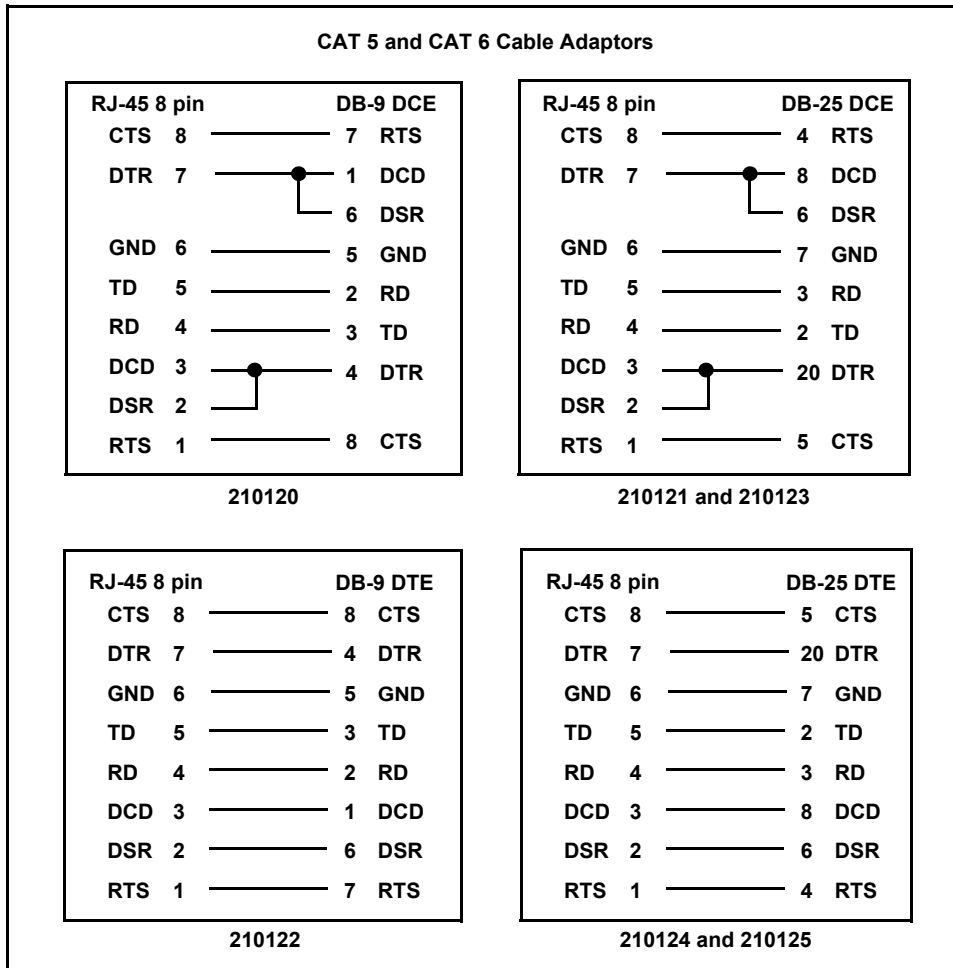 CAT 5 and CAT 6 Cable Adaptors
RJ-45 8 pin DB-9 DCE
CTS 8 7 RTS
DTR 7 1 DCD
6 DSR
GND 6 5 GND
TD 5 2 RD
RD 4 3 TD
DCD 3 4 DTR
DSR 2
RTS 1 8 CTS
210120
RJ-45 8 pin DB-25 DCE
CTS 8 4 RTS
DTR 7 8 DCD
6 DSR
GND 6 7 GND
TD 5 3 RD
RD 4 2 TD
DCD 3 20 DTR
DSR 2
RTS 1 5 CTS
210121 and 210123
RJ-45 8 pin DB-9 DTE
CTS 8 8 CTS
DTR 7 4 DTR
GND 6 5 GND
TD 5 3 TD
RD 4 2 RD
DCD 3 1 DCD
DSR 2 6 DSR
RTS 1 7 RTS
210122
RJ-45 8 pin DB-25 DTE
CTS 8 5 CTS
DTR 7 20 DTR
GND 6 7 GND
TD 5 2 TD
RD 4 3 RD
DCD 3 8 DCD
DSR 2 6 DSR
RTS 1 4 RTS
210124 and 210125